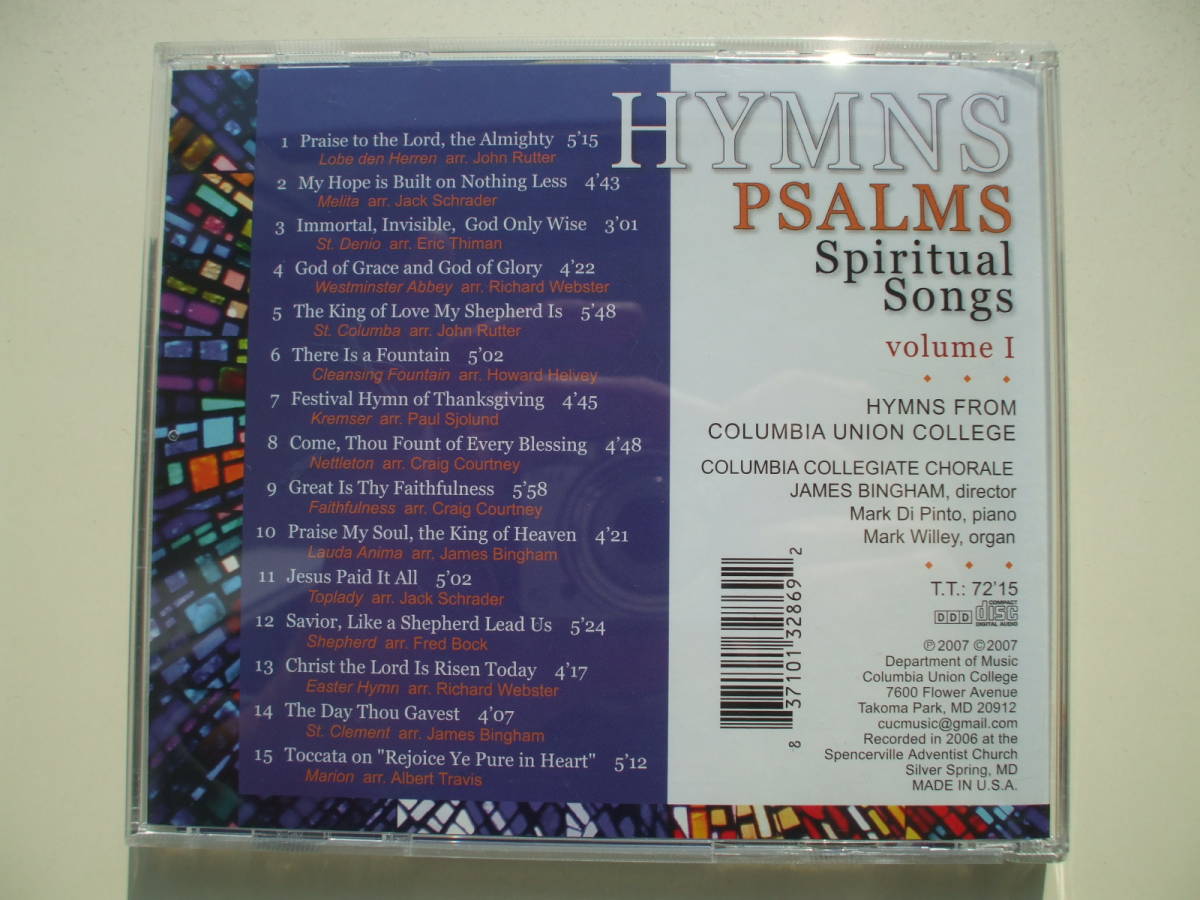 1 Praise to the Lord, the Almighty 5'15
Lobe den Herren arr. John Rutter
2 My Hope is Built on Nothing Less 4'43
Melita arr. Jack Schrader
3 Immortal, Invisible, God Only Wise 3'01
St. Denio arr. Eric Thiman
4 God of Grace and God of Glory 4'22
Westminster Abbey arr. Richard Webster
5 The King of Love My Shepherd Is 5'48
St. Columba arr. John Rutter
6 There Is a Fountain 5'02
Cleansing Fountain arr. Howard Helvey
7 Festival Hymn of Thanksgiving 4'45
Kremser arr. Paul Sjolund
8 Come, Thou Fount of Every Blessing 4'48
Nettleton arr. Craig Courtney
9 Great Is Thy Faithfulness 5'58
Faithfulness arr. Craig Courtney
10 Praise My Soul, the King of Heaven 4'21
Lauda Anima arr. James Bingham
11 Jesus Paid It All 5'02
Toplady arr. Jack Schrader
12 Savior, Like a Shepherd Lead Us 5'24
Shepherd arr. Fred Bock
13 Christ the Lord Is Risen Today 4'17
Easter Hymn arr. Richard Webster
14 The Day Thou Gavest 4'07
St. Clement arr. James Bingham
15 Toccata on "Rejoice Ye Pure in Heart" 5'12
Marion arr. Albert Travis
HYMNS
PSALMS
Spiritual
Songs
volume I
HYMNS FROM
COLUMBIA UNION COLLEGE
COLUMBIA COLLEGIATE CHORALE
JAMES BINGHAM, director
Mark Di Pinto, piano
Mark Willey, organ
8 37101 32869 2
T.T.: 72'15
DDD COMPACT disc DIGITAL AUDIO
℗2007 ©2007
Department of Music
Columbia Union College
7600 Flower Avenue
Takoma Park, MD 20912
cucmusic@gmail.com
Recorded in 2006 at the
Spencerville Adventist Church
Silver Spring, MD
MADE IN U.S.A.